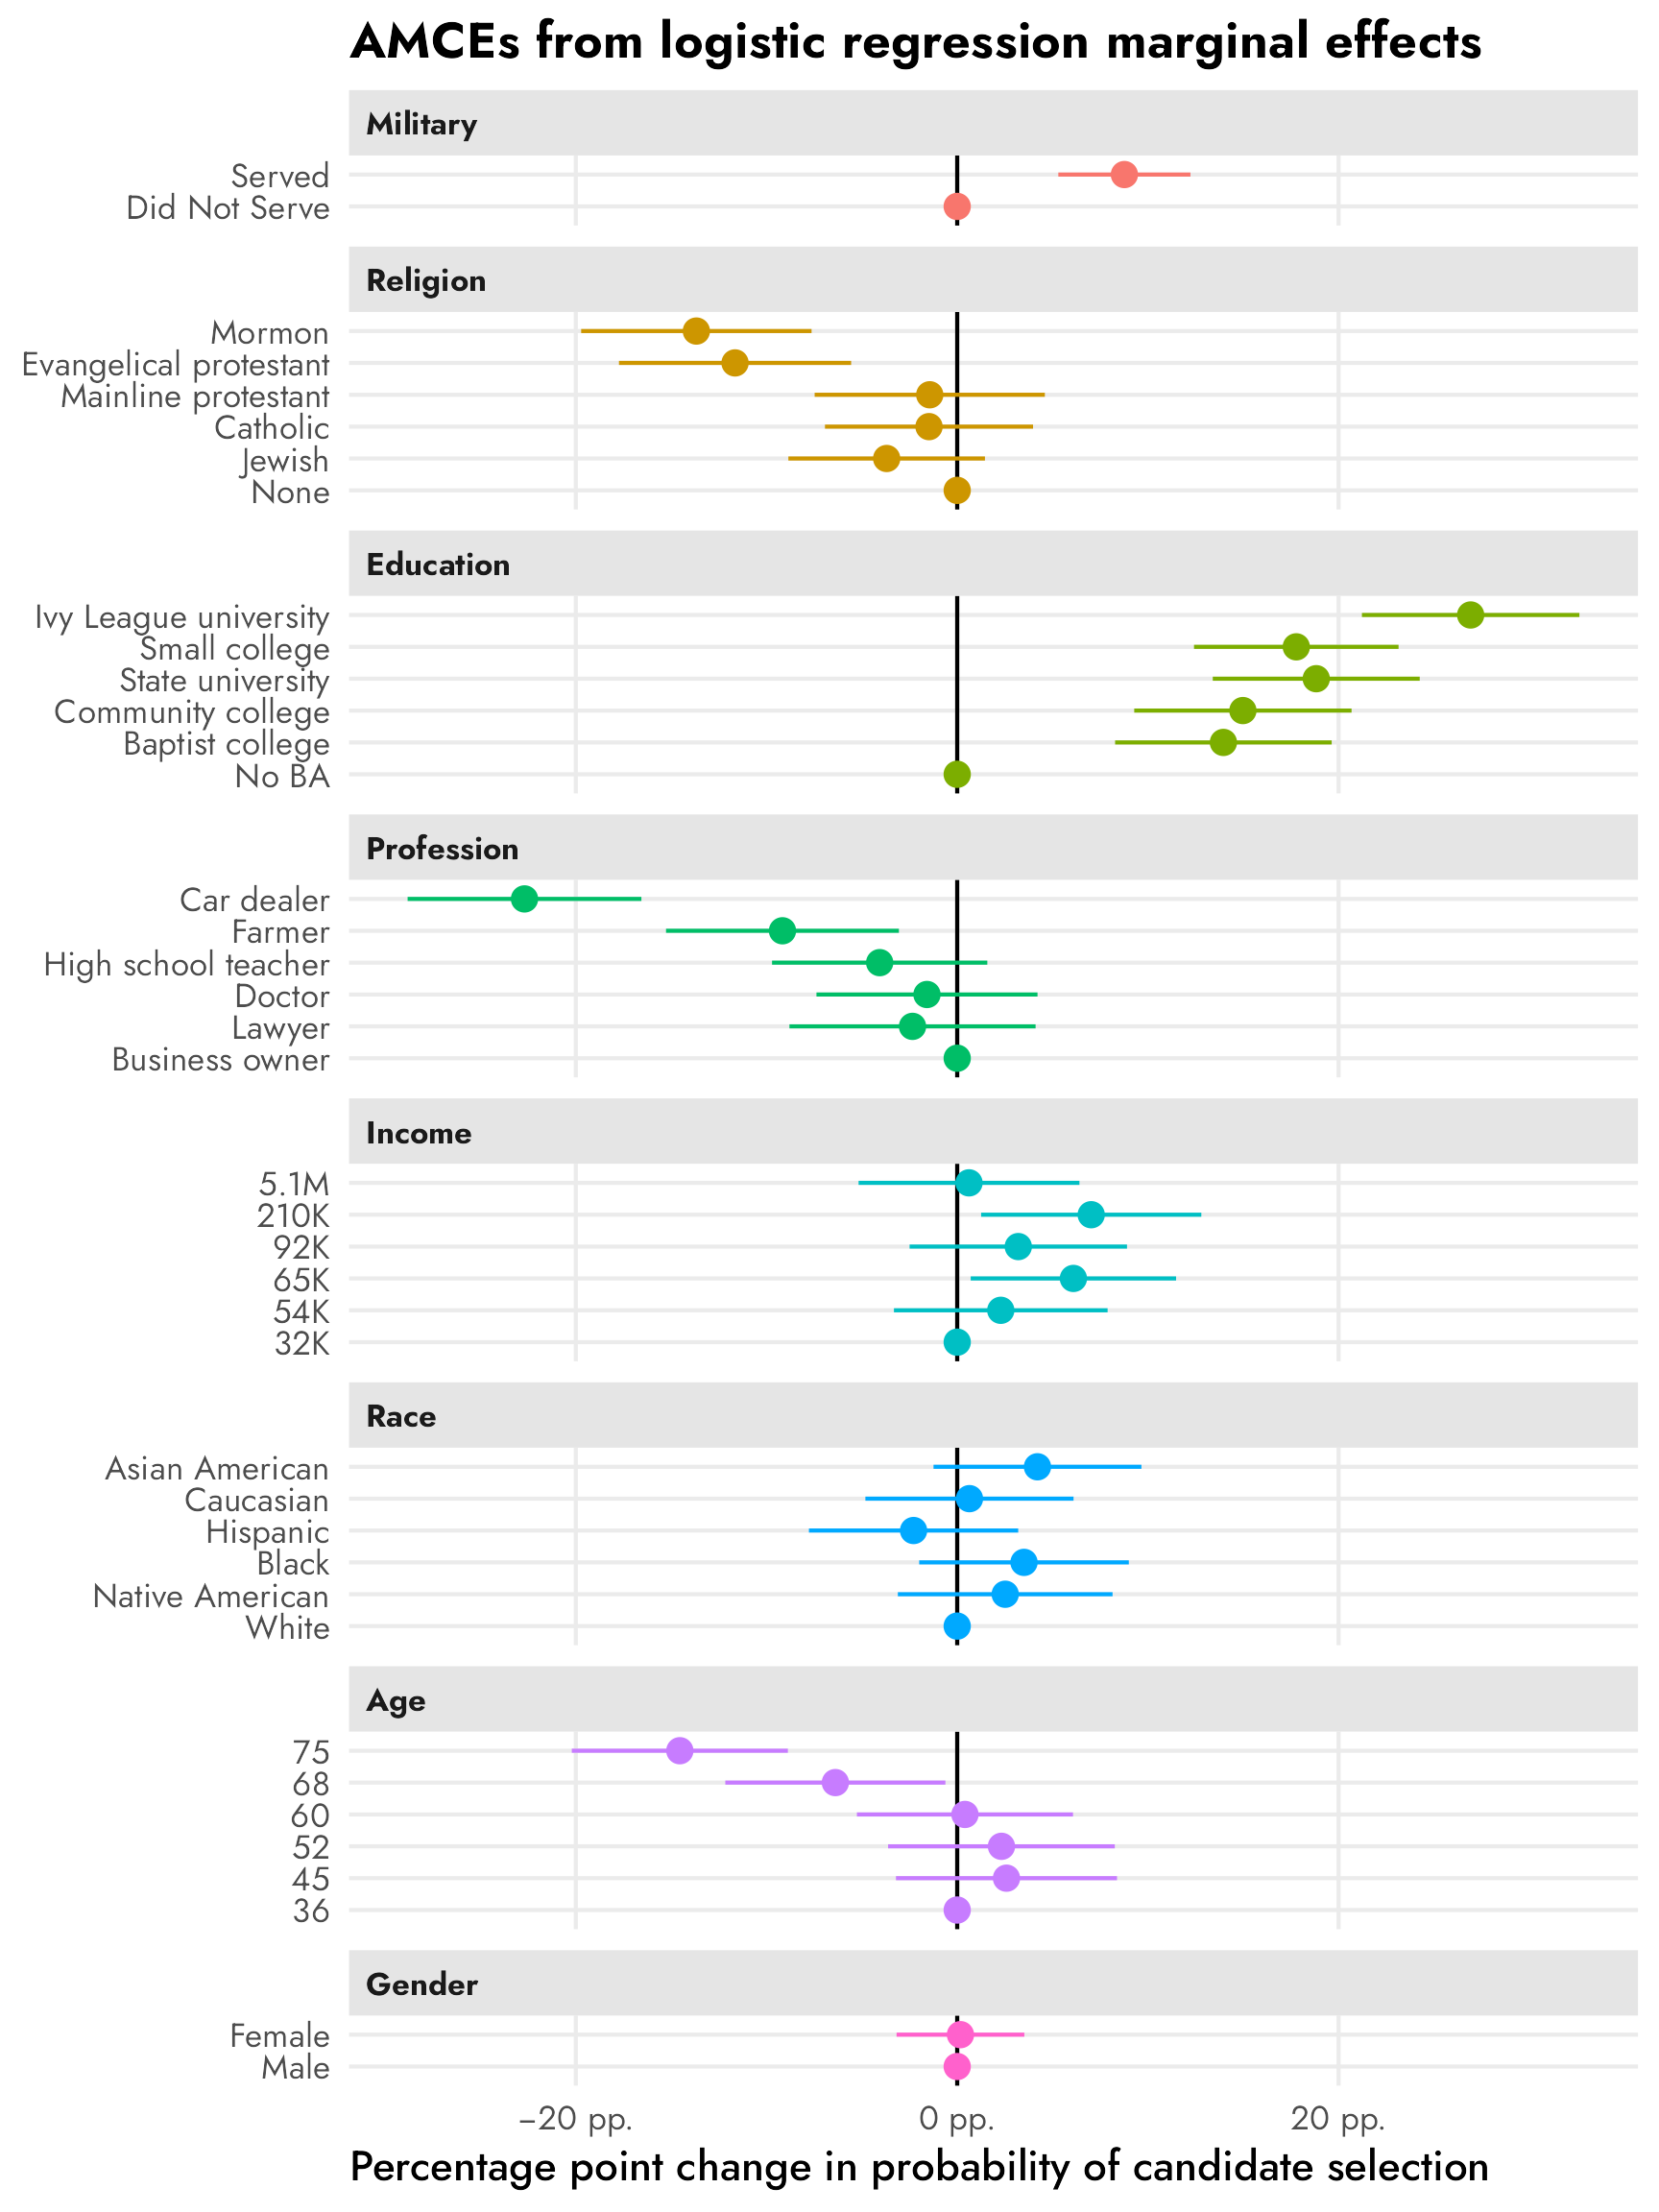 AMCEs from logistic regression marginal effects
Military
Served
Did Not Serve
Religion
Mormon
Evangelical protestant
Mainline protestant
Catholic
Jewish
None
Education
Ivy League university
Small college
State university
Community college
Baptist college
No BA
Profession
Car dealer
Farmer
High school teacher
Doctor
Lawyer
Business owner
Income
5.1M
210K
92K
65K
54K
32K
Race
Asian American
Caucasian
Hispanic
Black
Native American
White
Age
75
68
60
52
45
36
Gender
Female
Male
−20 pp. 0 pp. 20 pp.
Percentage point change in probability of candidate selection